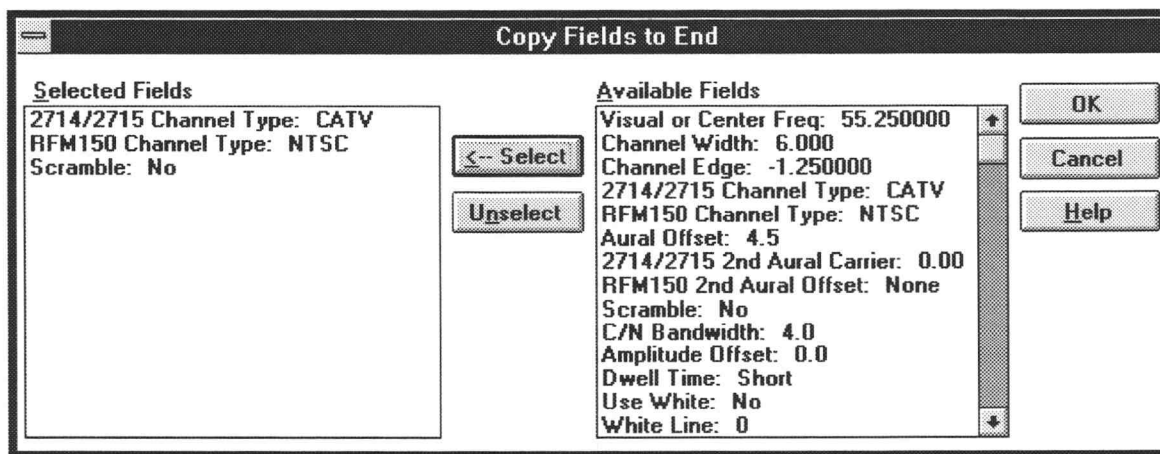 Copy Fields to End
Selected Fields
2714/2715 Channel Type: CATV
RFM150 Channel Type: NTSC
Scramble: No
<-- Select
Unselect
Available Fields
Visual or Center Freq: 55.250000
Channel Width: 6.000
Channel Edge: -1.250000
2714/2715 Channel Type: CATV
RFM150 Channel Type: NTSC
Aural Offset: 4.5
2714/2715 2nd Aural Carrier: 0.00
RFM150 2nd Aural Offset: None
Scramble: No
C/N Bandwidth: 4.0
Amplitude Offset: 0.0
Dwell Time: Short
Use White: No
White Line: 0
OK
Cancel
Help